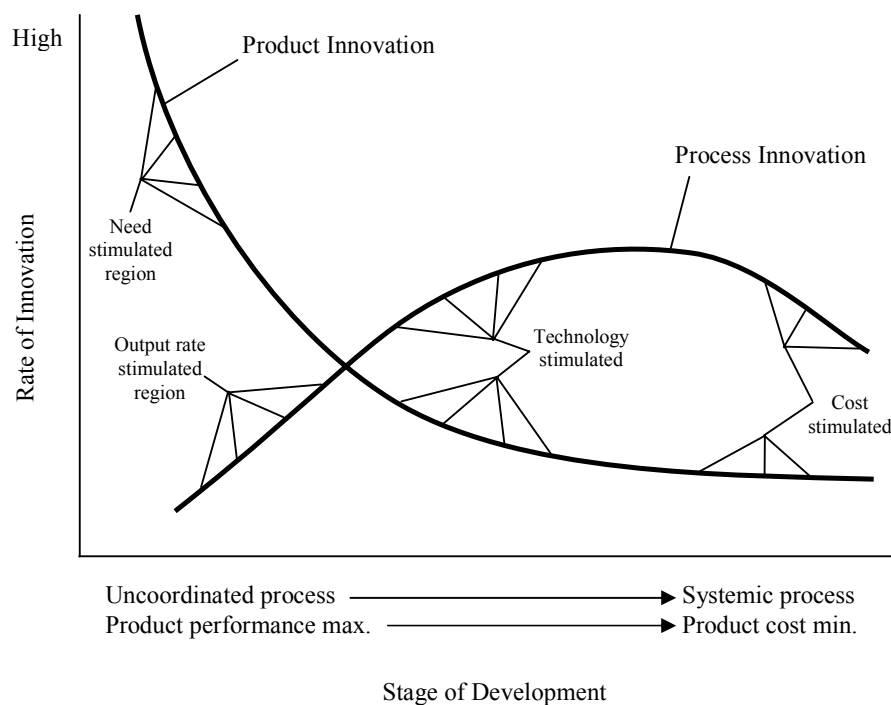 High
Product Innovation
Process Innovation
Rate of Innovation
Need
stimulated
region
Output rate
stimulated
region
Technology
stimulated
Cost
stimulated
Uncoordinated process
Systemic process
Product performance max.
Product cost min.
Stage of Development